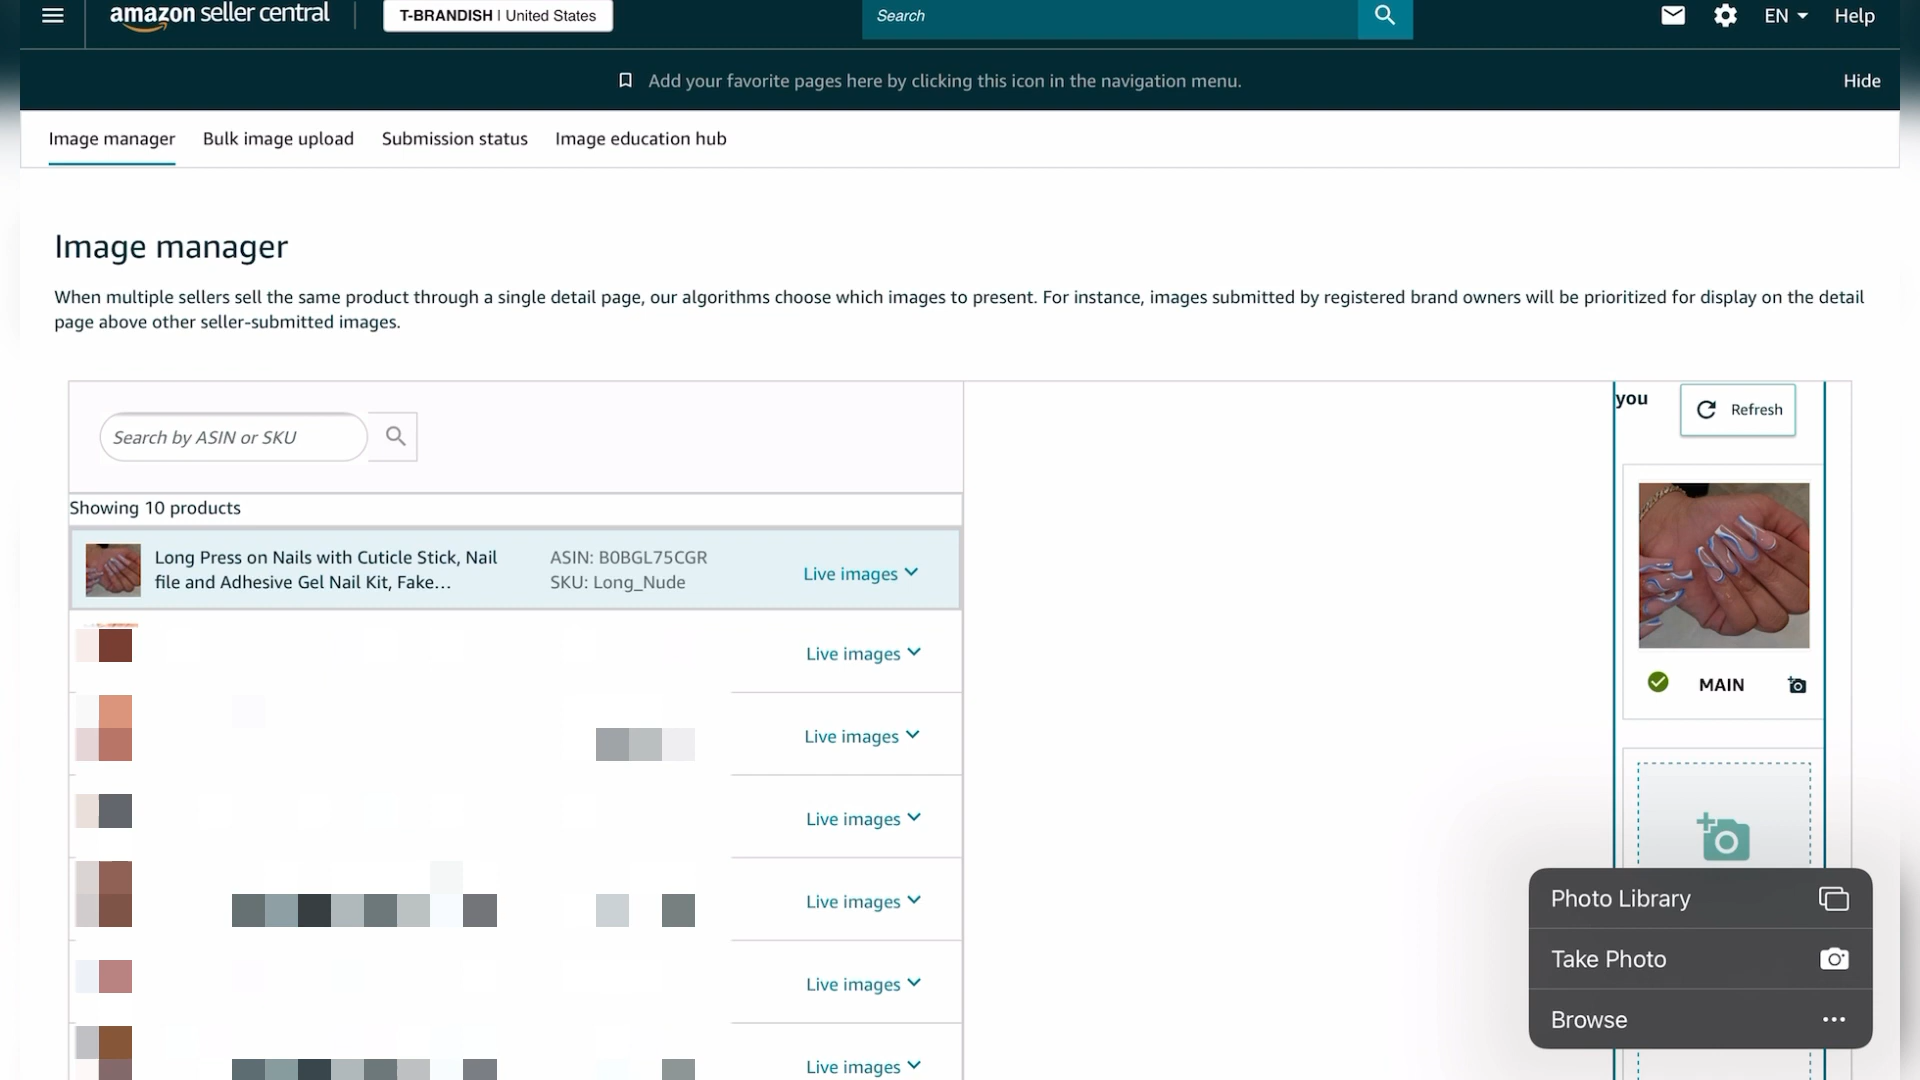 amazon seller central
T-BRANDISH | United States
Search
EN
Help
Add your favorite pages here by clicking this icon in the navigation menu.
Hide
Image manager
Bulk image upload
Submission status
Image education hub
Image manager
When multiple sellers sell the same product through a single detail page, our algorithms choose which images to present. For instance, images submitted by registered brand owners will be prioritized for display on the detail
page above other seller-submitted images.
you
Refresh
Search by ASIN or SKU
Showing 10 products
Long Press on Nails with Cuticle Stick, Nail
file and Adhesive Gel Nail Kit, Fake...
ASIN: B0BGL75CGR
SKU: Long_Nude
Live images
Live images
MAIN
Live images
Live images
Live images
Live images
Live images
Photo Library
Take Photo
Browse